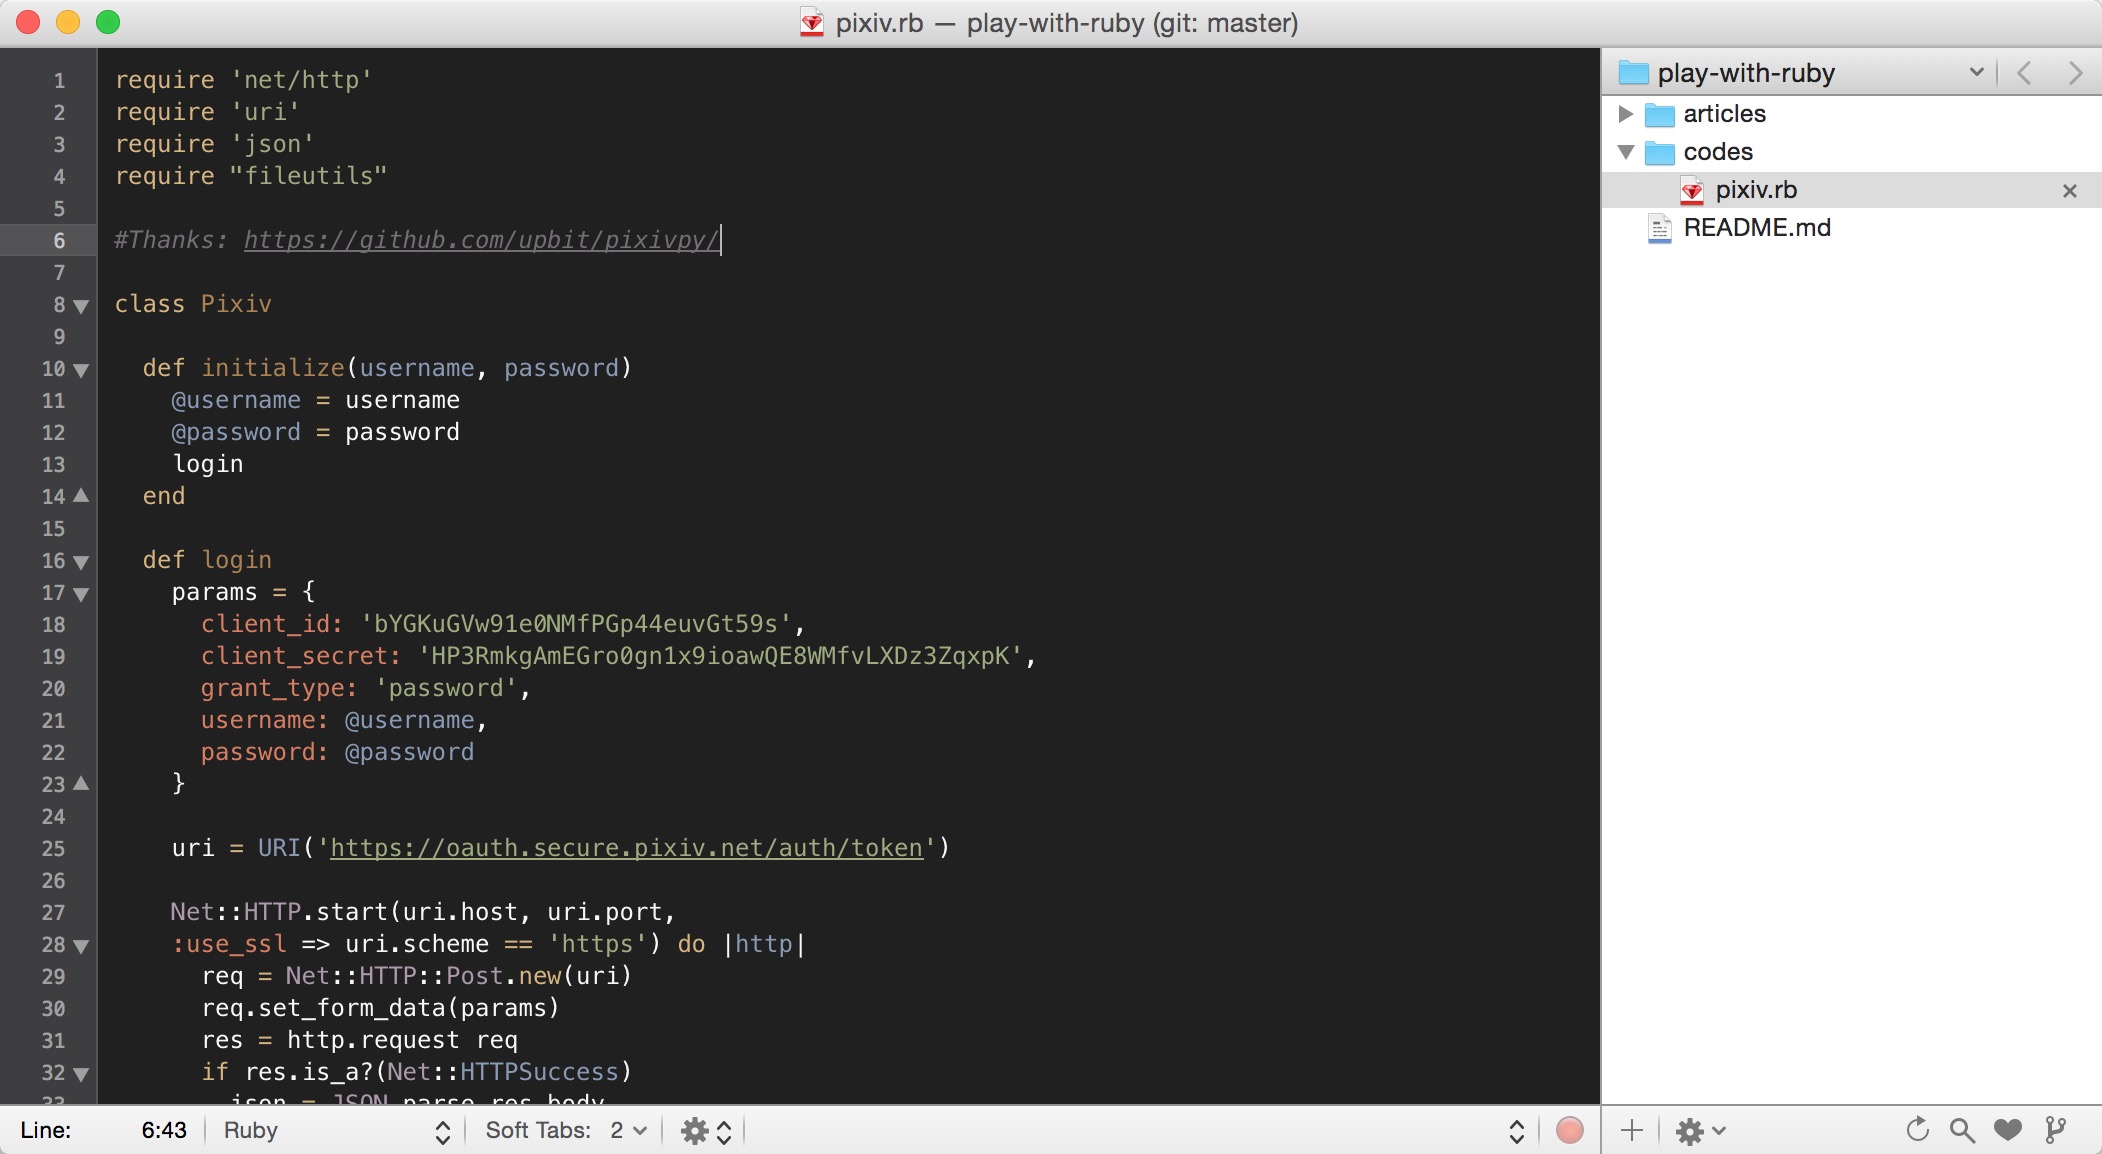 pixiv.rb — play-with-ruby (git: master)
1 require 'net/http'
2 require 'uri'
3 require 'json'
4 require "fileutils"
5
6 #Thanks: https://github.com/upbit/pixivpy/
7
8 class Pixiv
9
10 def initialize(username, password)
11 @username = username
12 @password = password
13 login
14 end
15
16 def login
17 params = {
18 client_id: 'bYGKuGVw91e0NMfPGp44euvGt59s',
19 client_secret: 'HP3RmkgAmEGro0gn1x9ioawQE8WMfvLXDz3ZqxpK',
20 grant_type: 'password',
21 username: @username,
22 password: @password
23 }
24
25 uri = URI('https://oauth.secure.pixiv.net/auth/token')
26
27 Net::HTTP.start(uri.host, uri.port,
28 :use_ssl => uri.scheme == 'https') do |http|
29 req = Net::HTTP::Post.new(uri)
30 req.set_form_data(params)
31 res = http.request req
32 if res.is_a?(Net::HTTPSuccess)
33 json = JSON.parse res.body
play-with-ruby
articles
codes
pixiv.rb
README.md
Line: 6:43 Ruby Soft Tabs: 2